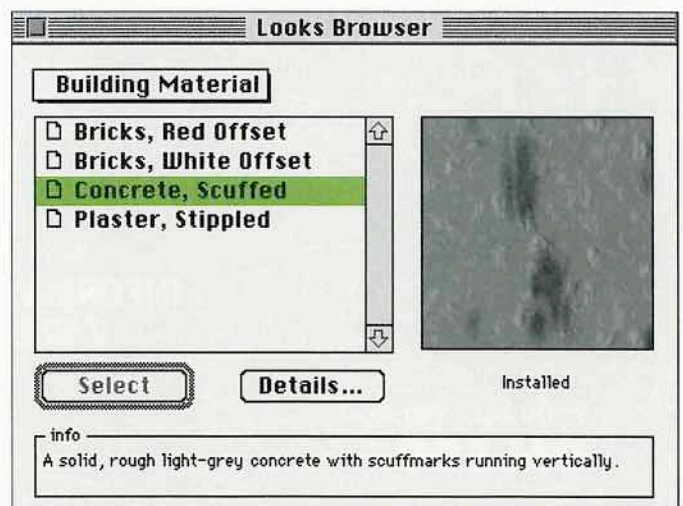 Looks Browser
Building Material
Bricks, Red Offset
Bricks, White Offset
Concrete, Scuffed
Plaster, Stippled
Select
Details...
Installed
info
A solid, rough light-grey concrete with scuffmarks running vertically.